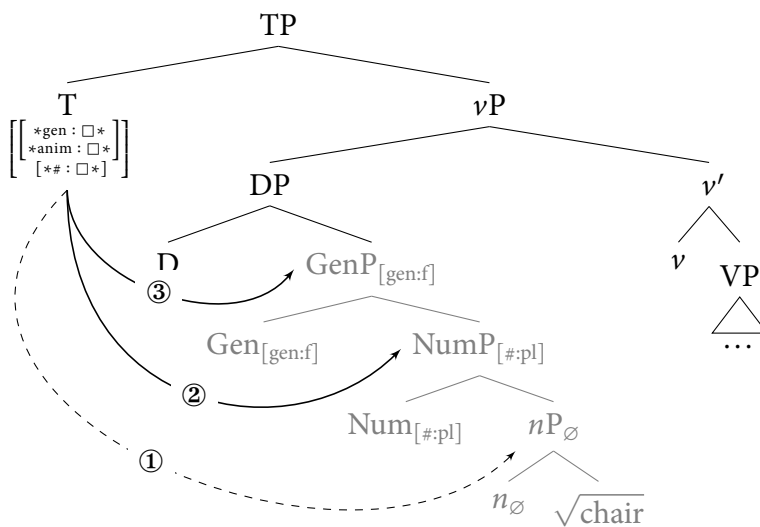 TP
T
νP
[[*gen : □*
*anim : □*]
[*# : □*]]
DP
ν′
D
GenP[gen:f]
ν
VP
③
Gen[gen:f]
NumP[#:pl]
…
②
Num[#:pl]
nP∅
①
n∅
√chair